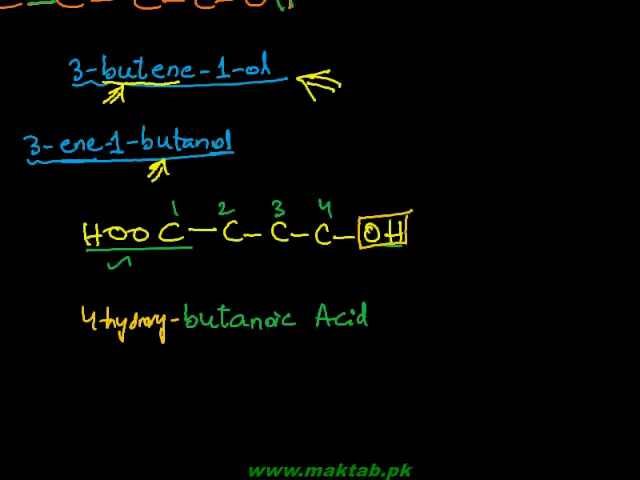 3-butene-1-ol
3-ene-1-butanol
1 2 3 4
HOOC-C-C-C-OH
4-hydroxy-butanoic Acid
www.maktab.pk